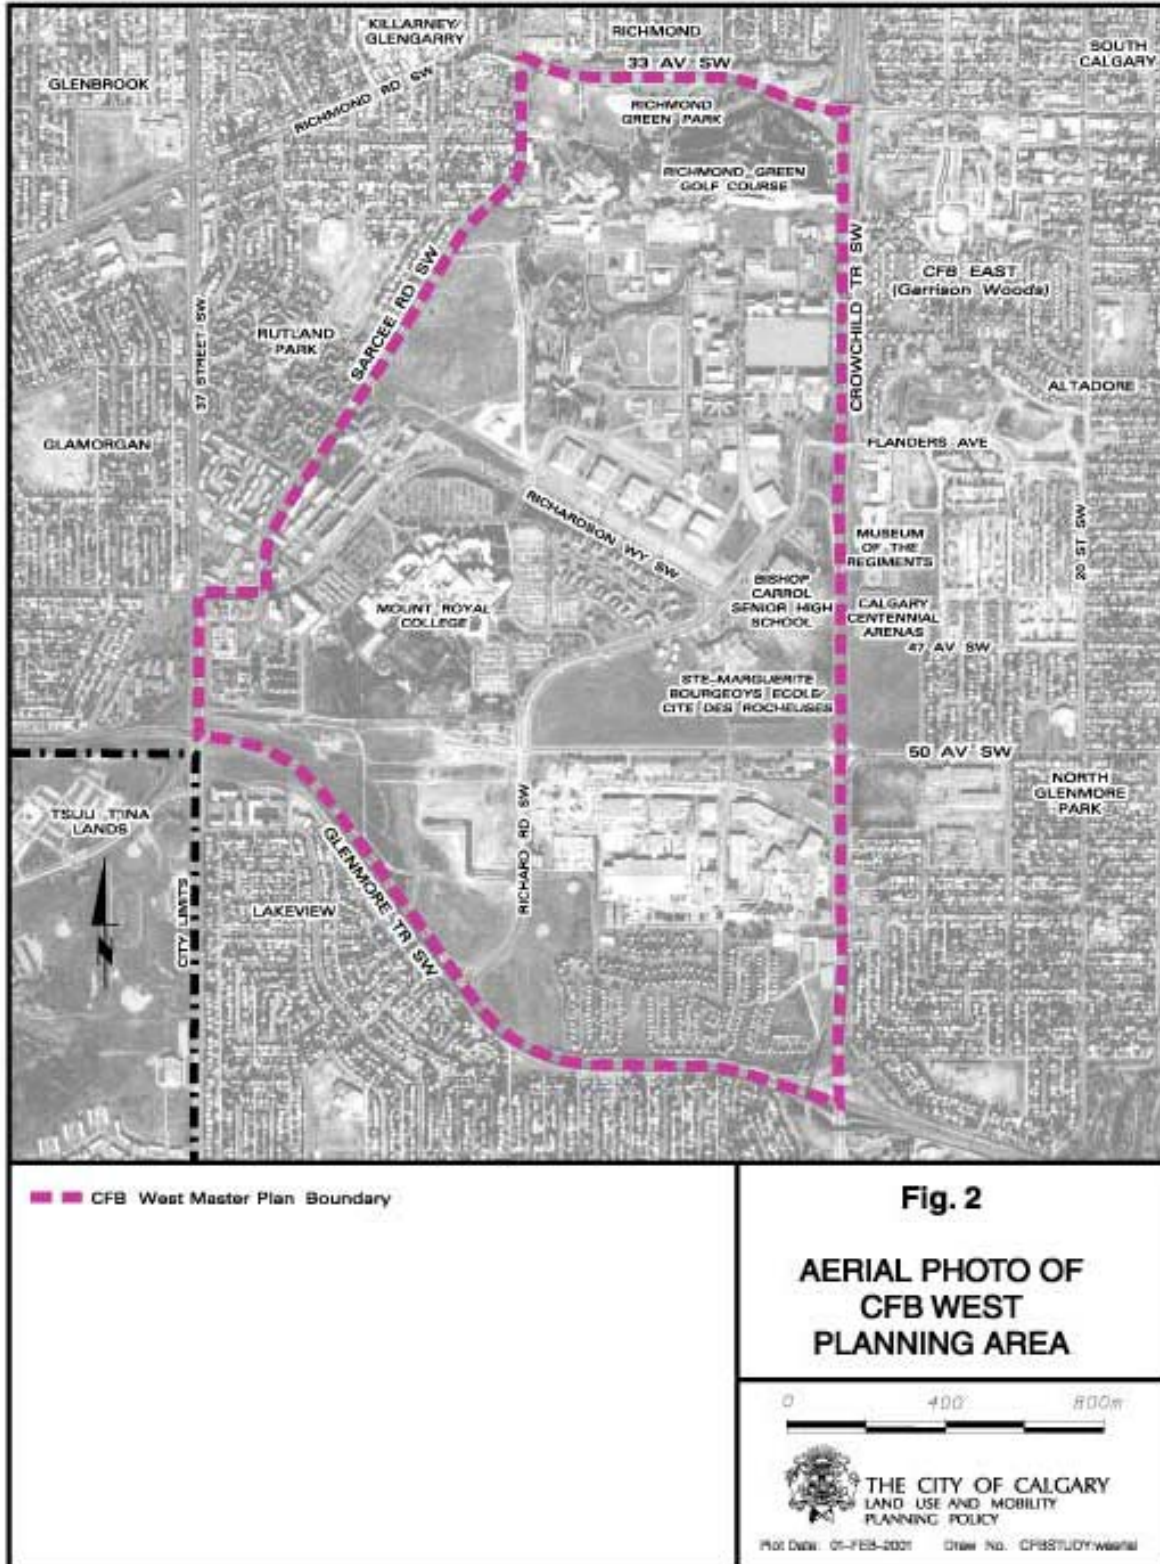 KILLARNEY/
GLENGARRY
RICHMOND
33 AV SW
SOUTH
CALGARY
GLENBROOK
RICHMOND RD SW
RICHMOND
GREEN PARK
RICHMOND GREEN
GOLF COURSE
CROWCHILD TR SW
CFB EAST
(Garrison Woods)
SARCEE RD SW
37 STREET SW
RUTLAND
PARK
ALTADORE
GLAMORGAN
FLANDERS AVE
RICHARDSON WY SW
MUSEUM
OF THE
REGIMENTS
20 ST SW
BISHOP
CARROL
SENIOR HIGH
SCHOOL
MOUNT ROYAL
COLLEGE
CALGARY
CENTENNIAL
ARENAS
47 AV SW
STE-MARGUERITE
BOURGEOYS ECOLE/
CITE DES ROCHEUSES
50 AV SW
NORTH
GLENMORE
PARK
TSUU T'INA
LANDS
RICHARD RD SW
GLENMORE TR SW
CITY LIMITS
LAKEVIEW
N
CFB West Master Plan Boundary
Fig. 2
AERIAL PHOTO OF
CFB WEST
PLANNING AREA
0 400 800m
THE CITY OF CALGARY
LAND USE AND MOBILITY
PLANNING POLICY
Plot Date: 01-FEB-2001 Draw No. CFBSTUDY